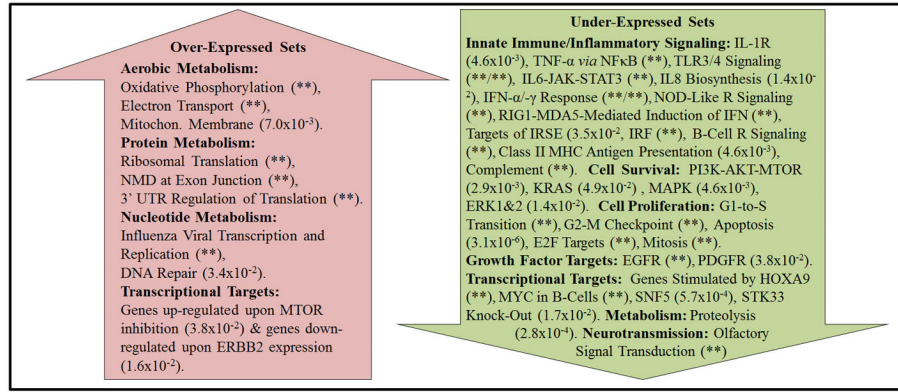 Over-Expressed Sets
Aerobic Metabolism:
Oxidative Phosphorylation (**),
Electron Transport (**),
Mitochon. Membrane (7.0x10-3).
Protein Metabolism:
Ribosomal Translation (**),
NMD at Exon Junction (**),
3’ UTR Regulation of Translation (**).
Nucleotide Metabolism:
Influenza Viral Transcription and
Replication (**),
DNA Repair (3.4x10-2).
Transcriptional Targets:
Genes up-regulated upon MTOR
inhibition (3.8x10-2) & genes down-
regulated upon ERBB2 expression
(1.6x10-2).
Under-Expressed Sets
Innate Immune/Inflammatory Signaling: IL-1R
(4.6x10-3), TNF-α via NFκB (**), TLR3/4 Signaling
(**/**), IL6-JAK-STAT3 (**), IL8 Biosynthesis (1.4x10-
2), IFN-α/-γ Response (**/**), NOD-Like R Signaling
(**), RIG1-MDA5-Mediated Induction of IFN (**),
Targets of IRSE (3.5x10-2, IRF (**), B-Cell R Signaling
(**), Class II MHC Antigen Presentation (4.6x10-3),
Complement (**). Cell Survival: PI3K-AKT-MTOR
(2.9x10-3), KRAS (4.9x10-2) , MAPK (4.6x10-3),
ERK1&2 (1.4x10-2). Cell Proliferation: G1-to-S
Transition (**), G2-M Checkpoint (**), Apoptosis
(3.1x10-6), E2F Targets (**), Mitosis (**).
Growth Factor Targets: EGFR (**), PDGFR (3.8x10-2).
Transcriptional Targets: Genes Stimulated by HOXA9
(**), MYC in B-Cells (**), SNF5 (5.7x10-4), STK33
Knock-Out (1.7x10-2). Metabolism: Proteolysis
(2.8x10-4). Neurotransmission: Olfactory
Signal Transduction (**)